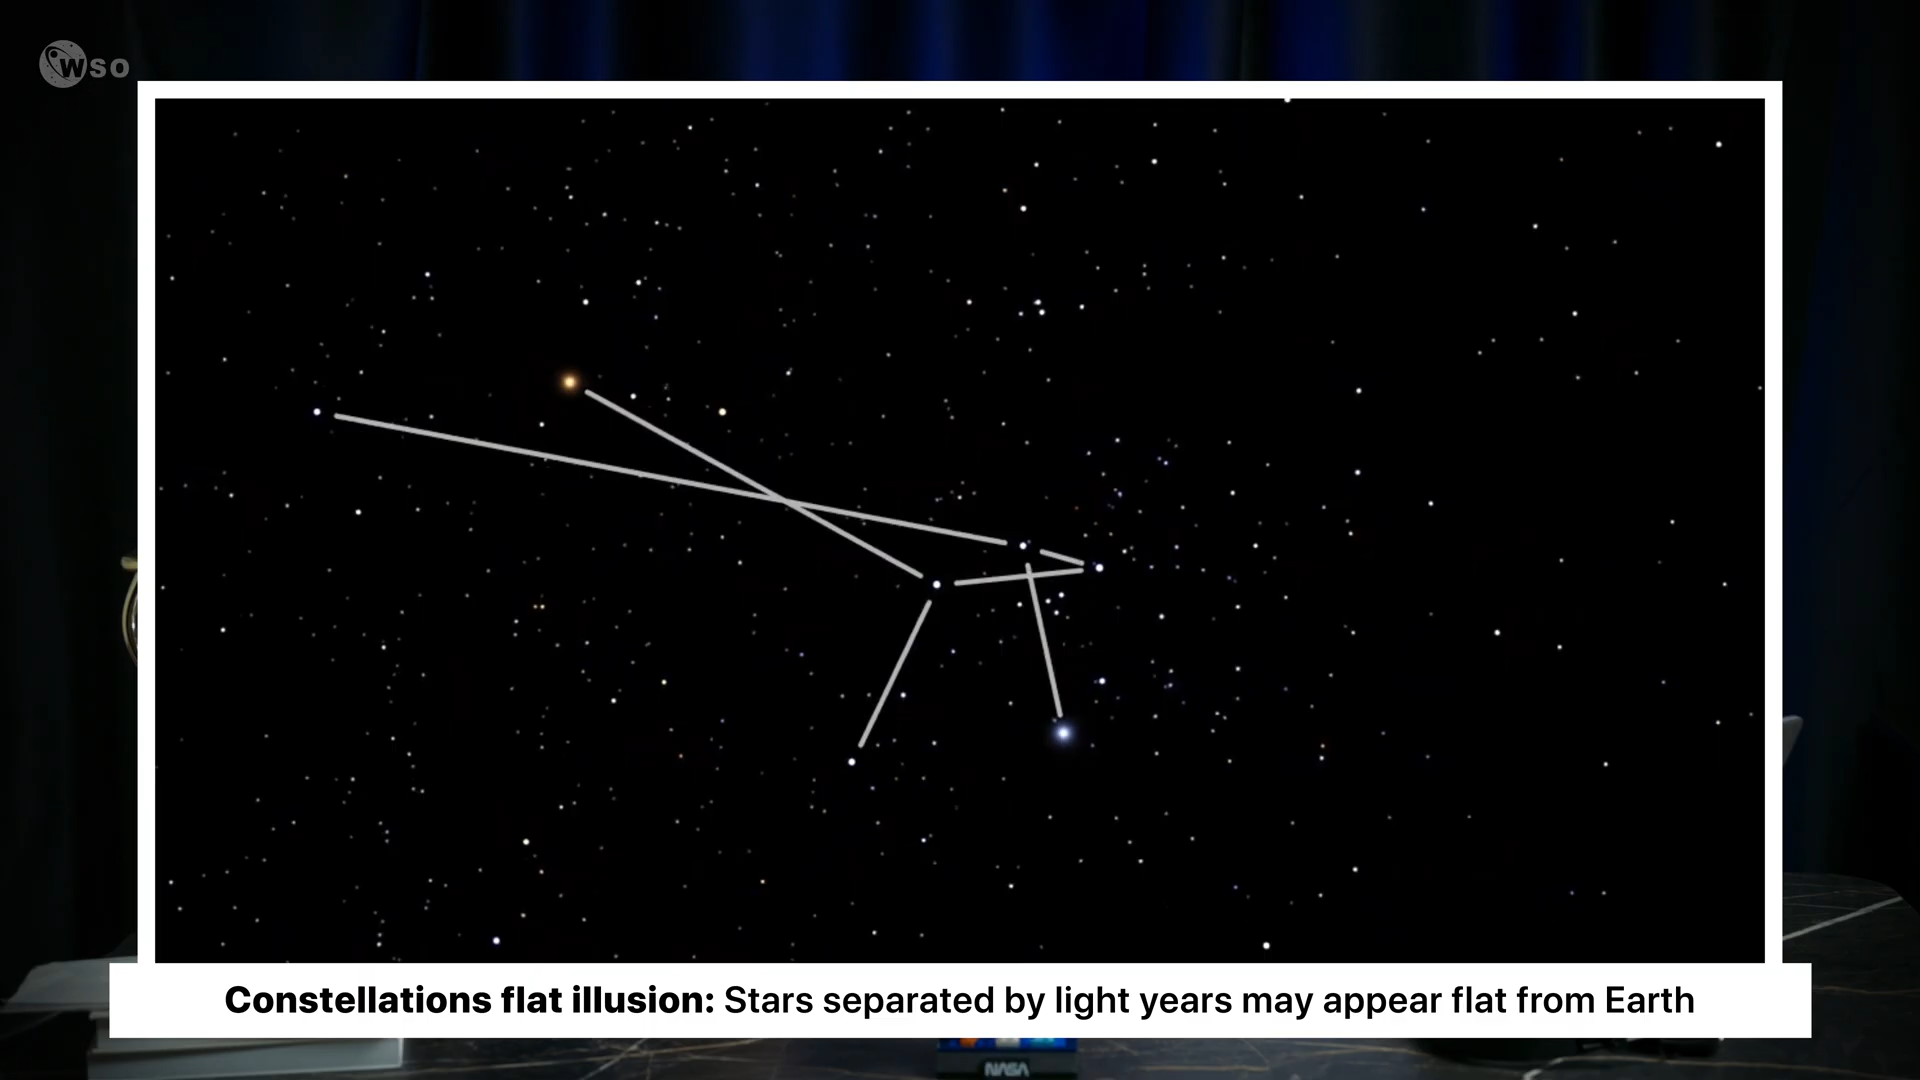 wso
Constellations flat illusion: Stars separated by light years may appear flat from Earth
NASA